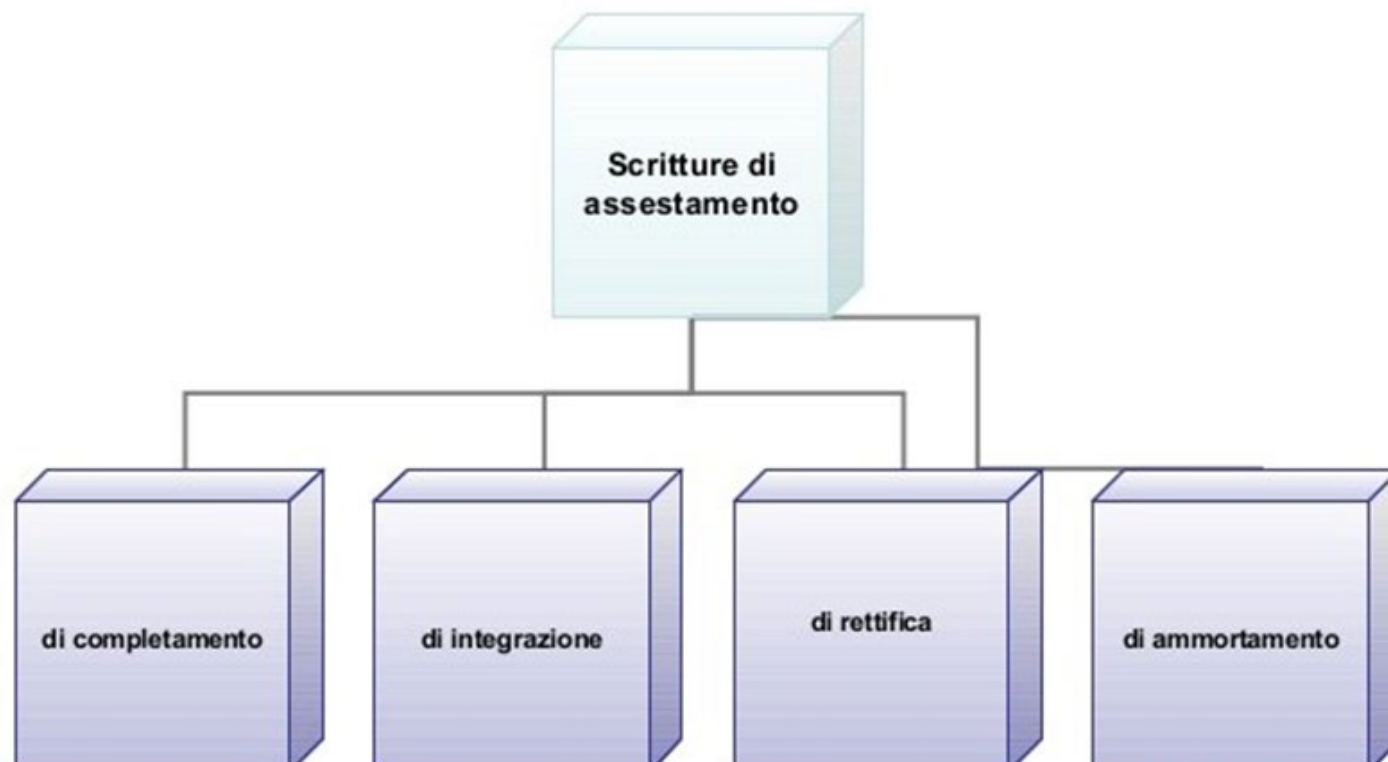 Scritture di
assestamento
di completamento
di integrazione
di rettifica
di ammortamento